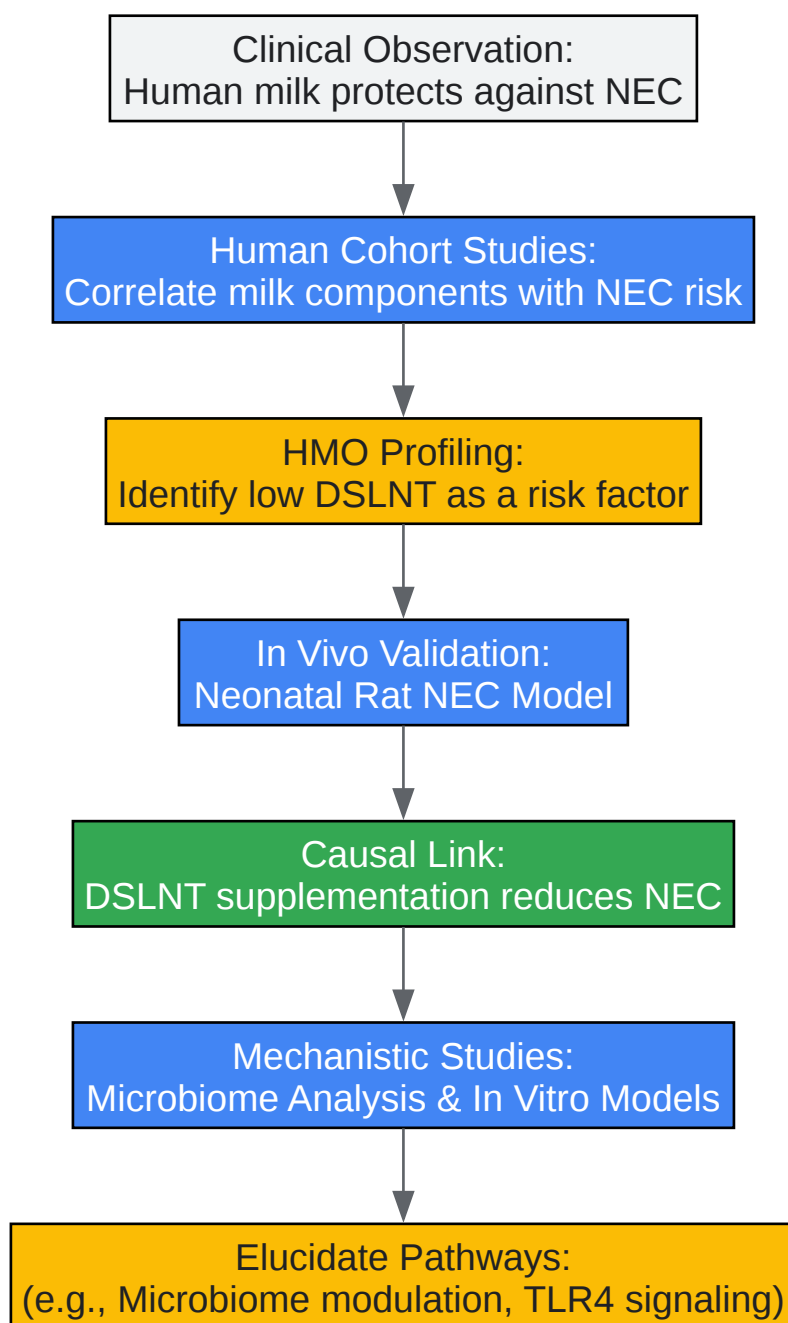 Clinical Observation:
Human milk protects against NEC
Human Cohort Studies:
Correlate milk components with NEC risk
HMO Profiling:
Identify low DSLNT as a risk factor
In Vivo Validation:
Neonatal Rat NEC Model
Causal Link:
DSLNT supplementation reduces NEC
Mechanistic Studies:
Microbiome Analysis & In Vitro Models
Elucidate Pathways:
(e.g., Microbiome modulation, TLR4 signaling)